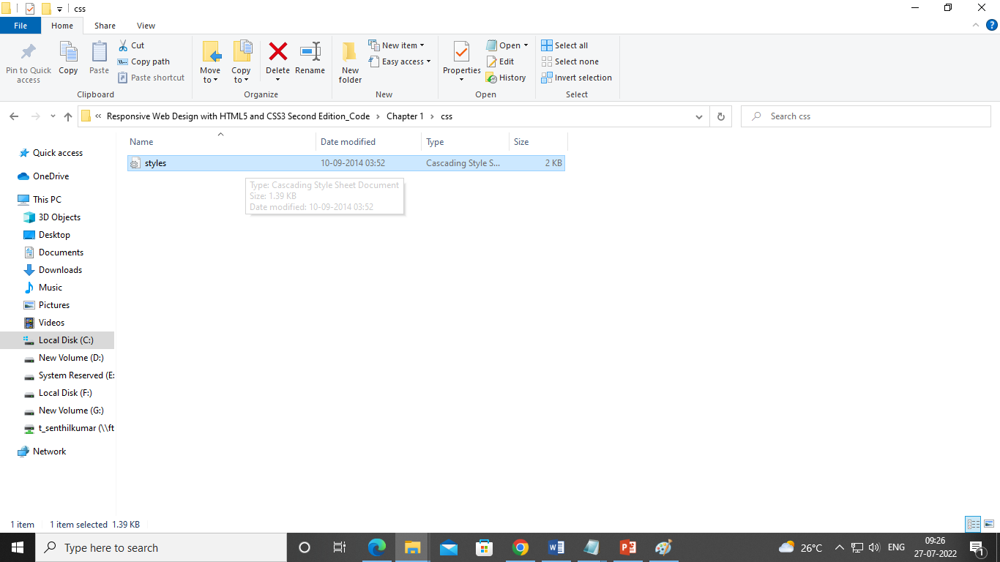 css
File
Home
Share
View
Pin to Quick
access
Copy
Paste
Cut
Copy path
Paste shortcut
Clipboard
Move
to
Copy
to
Delete
Rename
Organize
New
folder
New item
Easy access
New
Properties
Open
Edit
History
Open
Select all
Select none
Invert selection
Select
« Responsive Web Design with HTML5 and CSS3 Second Edition_Code > Chapter 1 > css
Search css
Name
Date modified
Type
Size
styles
10-09-2014 03:52
Cascading Style S...
2 KB
Type: Cascading Style Sheet Document
Size: 1.39 KB
Date modified: 10-09-2014 03:52
Quick access
OneDrive
This PC
3D Objects
Desktop
Documents
Downloads
Music
Pictures
Videos
Local Disk (C:)
New Volume (D:)
System Reserved (E:
Local Disk (F:)
New Volume (G:)
t_senthilkumar (\\ft
Network
1 item
1 item selected 1.39 KB
Type here to search
26°C
ENG
09:26
27-07-2022
1